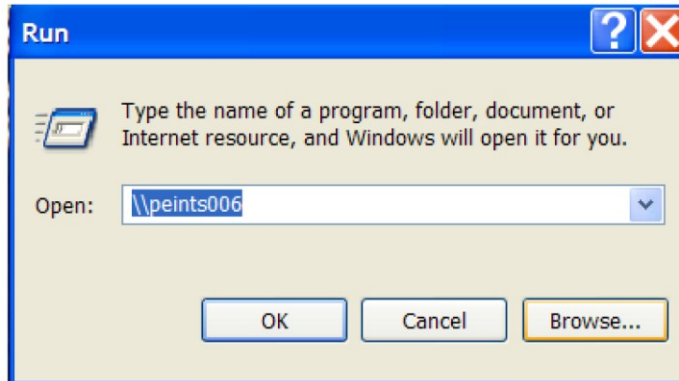 Run
Type the name of a program, folder, document, or
Internet resource, and Windows will open it for you.
Open: \\peints006
OK Cancel Browse...